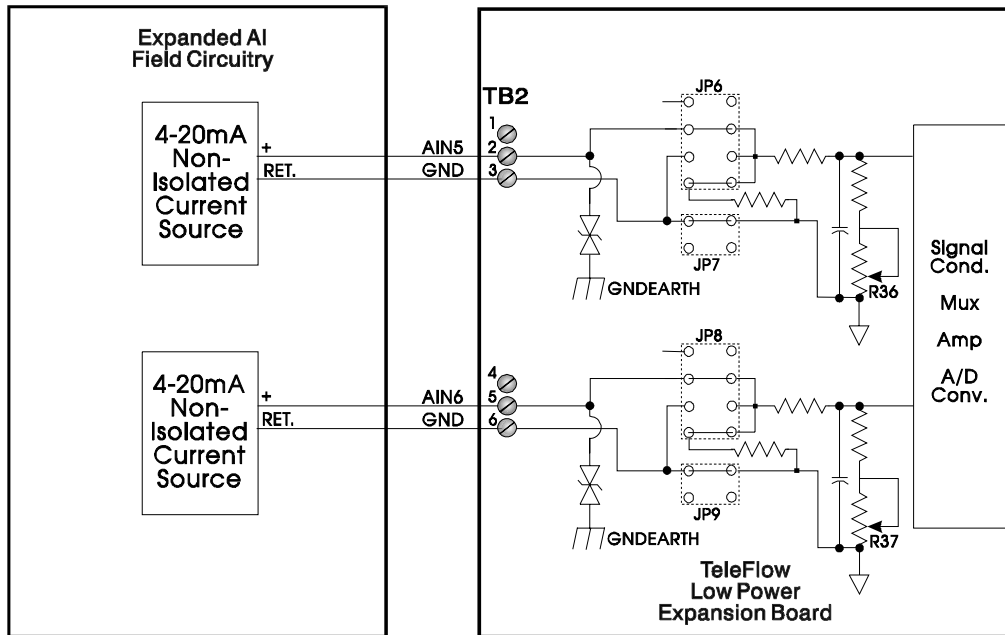 Expanded AI
Field Circuitry
4-20mA
Non-
Isolated
Current
Source
+
RET.
AIN5
GND
TB2
1
2
3
JP6
JP7
GNDEARTH
R36
Signal
Cond.
Mux
Amp
A/D
Conv.
4-20mA
Non-
Isolated
Current
Source
+
RET.
AIN6
GND
4
5
6
JP8
JP9
GNDEARTH
R37
TeleFlow
Low Power
Expansion Board